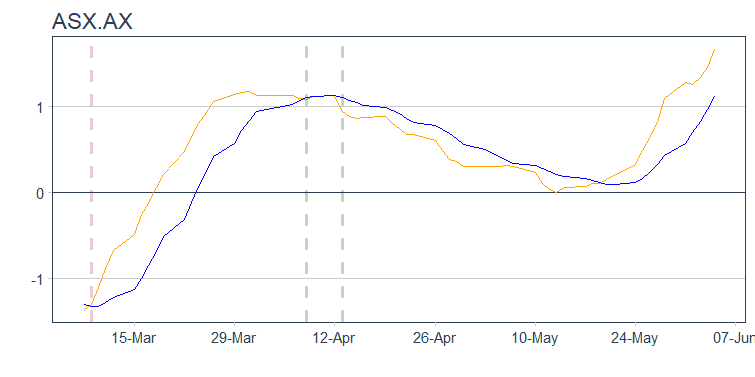 ASX.AX
1
0
-1
15-Mar
29-Mar
12-Apr
26-Apr
10-May
24-May
07-Jun